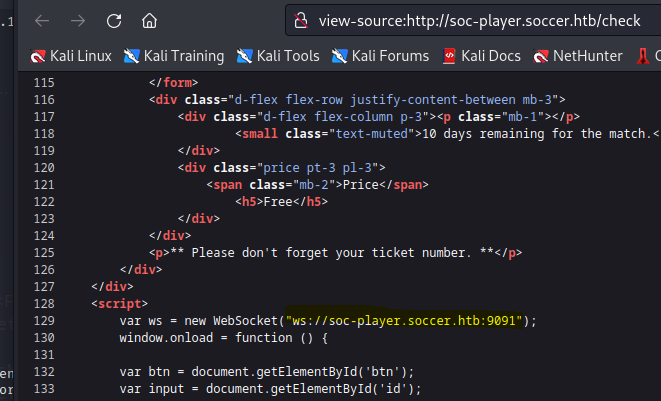 .1
view-source:http://soc-player.soccer.htb/check
Kali Linux Kali Training Kali Tools Kali Forums Kali Docs NetHunter
115 </form>
116 <div class="d-flex flex-row justify-content-between mb-3">
117 <div class="d-flex flex-column p-3"><p class="mb-1"></p>
118 <small class="text-muted">10 days remaining for the match.<
119 </div>
120 <div class="price pt-3 pl-3">
121 <span class="mb-2">Price</span>
122 <h5>Free</h5>
123 </div>
124 </div>
125 <p>** Please don't forget your ticket number. **</p>
126 </div>
127 </div>
128 <script>
129 var ws = new WebSocket("ws://soc-player.soccer.htb:9091");
130 window.onload = function () {
131
132 var btn = document.getElementById('btn');
133 var input = document.getElementById('id');
en
or